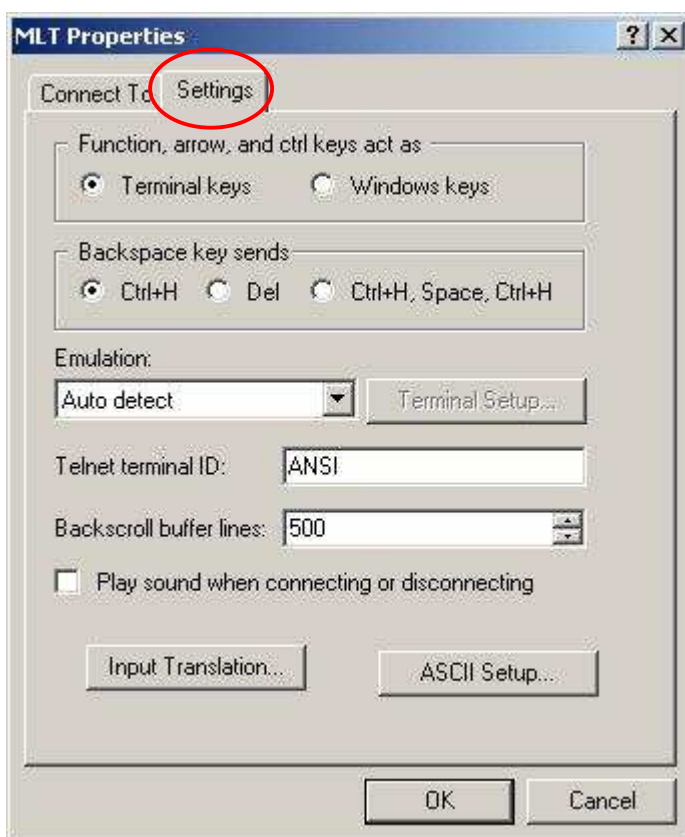 MLT Properties
Connect To Settings
Function, arrow, and ctrl keys act as
Terminal keys Windows keys
Backspace key sends
Ctrl+H Del Ctrl+H, Space, Ctrl+H
Emulation:
Auto detect Terminal Setup...
Telnet terminal ID: ANSI
Backscroll buffer lines: 500
Play sound when connecting or disconnecting
Input Translation... ASCII Setup...
OK Cancel